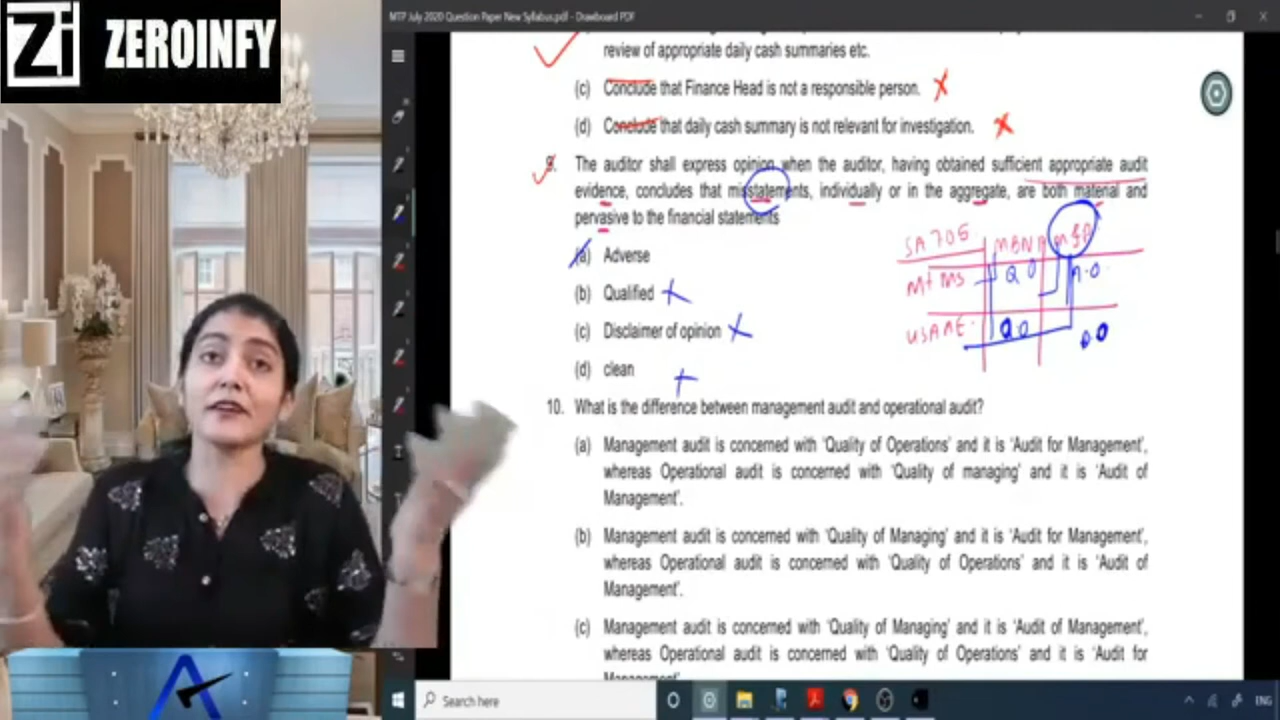 Zi ZEROINFY
MTP July 2020 Question Paper New Syllabus.pdf - Drawboard PDF
review of appropriate daily cash summaries etc.
(c) Conclude that Finance Head is not a responsible person.
(d) Conclude that daily cash summary is not relevant for investigation.
9. The auditor shall express opinion when the auditor, having obtained sufficient appropriate audit
evidence, concludes that misstatements, individually or in the aggregate, are both material and
pervasive to the financial statements
SA 705 MBNP M&P
(a) Adverse
Mt MS Q O A.O.
(b) Qualified
(c) Disclaimer of opinion
USAAE Q.O D O
(d) clean
10. What is the difference between management audit and operational audit?
(a) Management audit is concerned with 'Quality of Operations' and it is 'Audit for Management',
whereas Operational audit is concerned with 'Quality of managing' and it is 'Audit of
Management'.
(b) Management audit is concerned with 'Quality of Managing' and it is 'Audit for Management',
whereas Operational audit is concerned with 'Quality of Operations' and it is 'Audit of
Management'.
(c) Management audit is concerned with 'Quality of Managing' and it is 'Audit of Management',
whereas Operational audit is concerned with 'Quality of Operations' and it is 'Audit for
Management'.
Search here
ENG